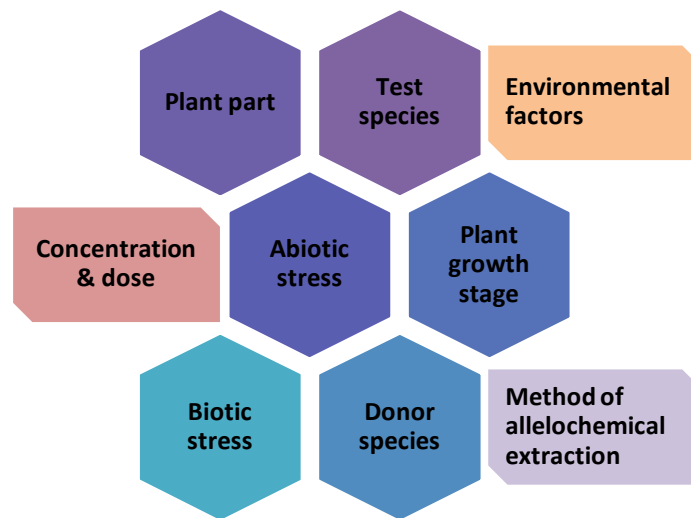 Plant part
Test
species
Environmental
factors
Concentration
& dose
Abiotic
stress
Plant
growth
stage
Biotic
stress
Donor
species
Method of
allelochemical
extraction